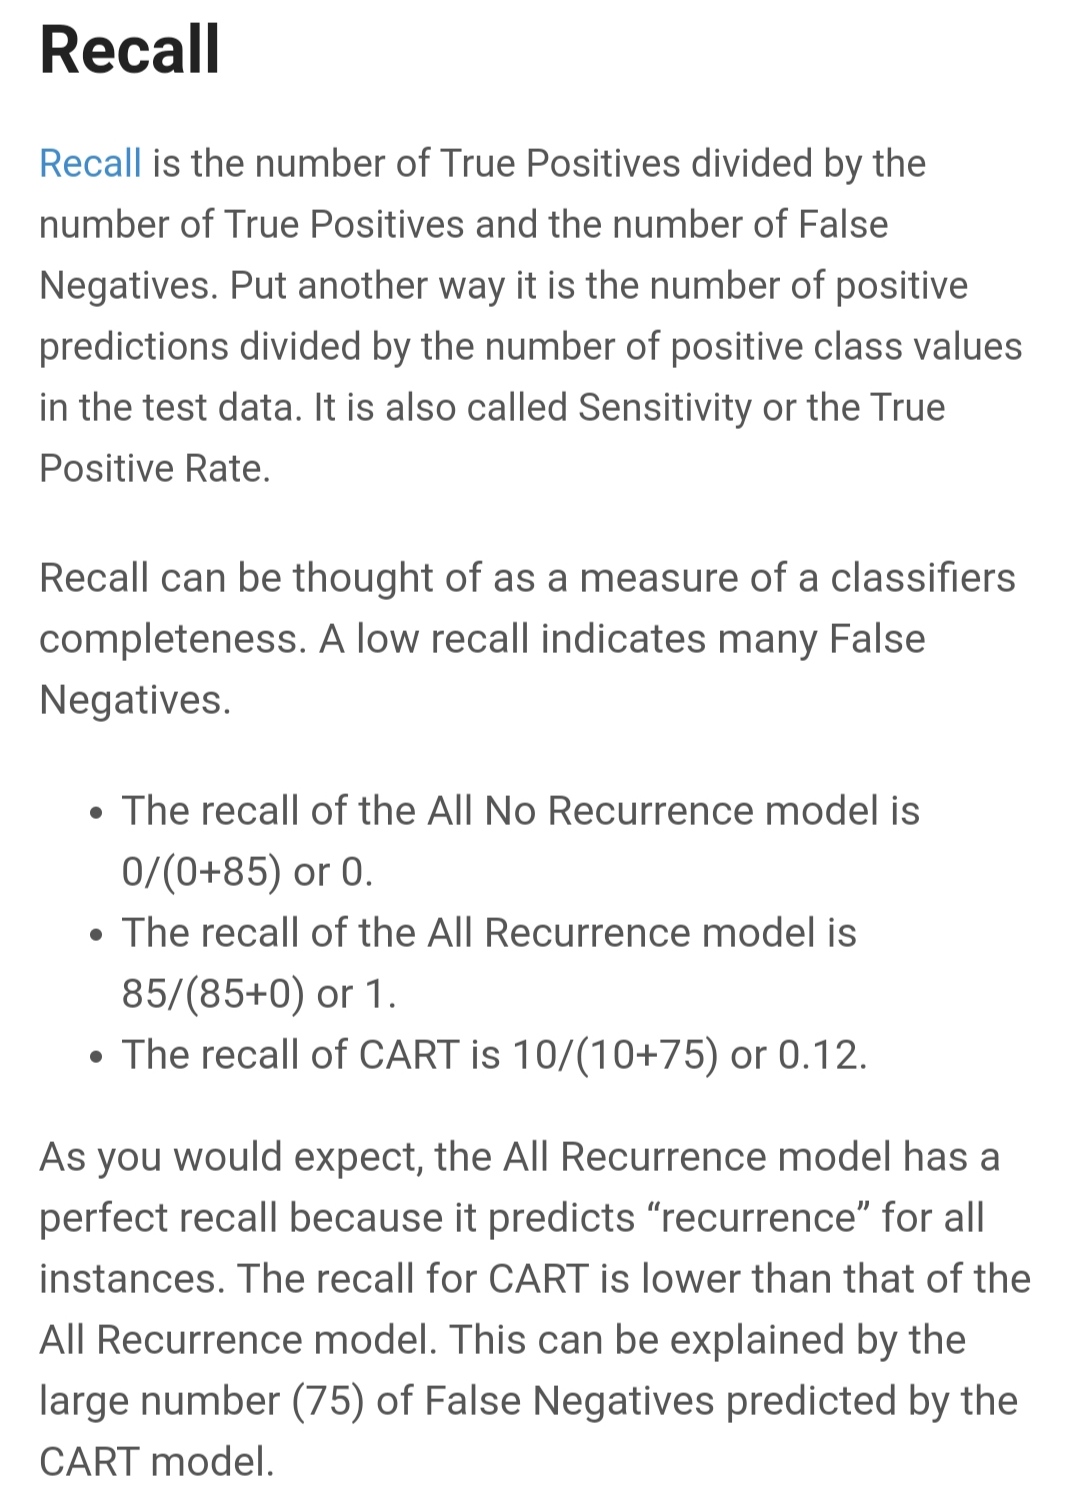 Recall
Recall is the number of True Positives divided by the
number of True Positives and the number of False
Negatives. Put another way it is the number of positive
predictions divided by the number of positive class values
in the test data. It is also called Sensitivity or the True
Positive Rate.
Recall can be thought of as a measure of a classifiers
completeness. A low recall indicates many False
Negatives.
• The recall of the All No Recurrence model is
0/(0+85) or 0.
• The recall of the All Recurrence model is
85/(85+0) or 1.
• The recall of CART is 10/(10+75) or 0.12.
As you would expect, the All Recurrence model has a
perfect recall because it predicts “recurrence” for all
instances. The recall for CART is lower than that of the
All Recurrence model. This can be explained by the
large number (75) of False Negatives predicted by the
CART model.